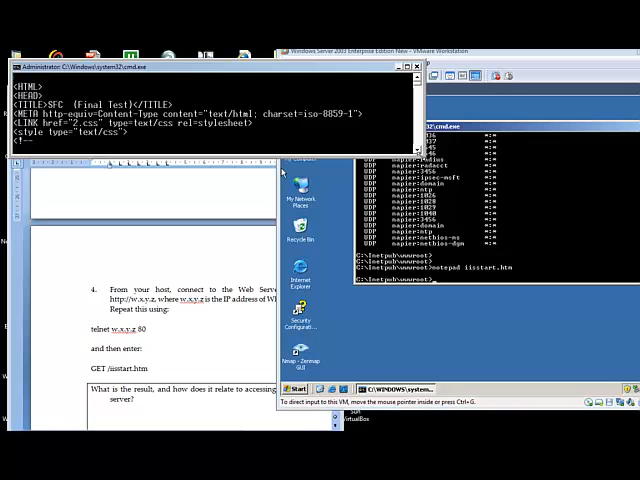 Windows Server 2003 Enterprise Edition New - VMware Workstation
Administrator: C:\Windows\system32\cmd.exe
<HTML>
<HEAD>
<TITLE>SFC  (Final Test)</TITLE>
<META http-equiv=Content-Type content="text/html; charset=iso-8859-1">
<LINK href="2.css" type=text/css rel=stylesheet>
<style type="text/css">
<!--
cmd.exe
UDP napier:radius *:*
UDP napier:radacct *:*
UDP napier:3456 *:*
UDP napier:ipsec-msft *:*
UDP napier:domain *:*
UDP napier:ntp *:*
UDP napier:1026 *:*
UDP napier:1028 *:*
UDP napier:1029 *:*
UDP napier:1040 *:*
UDP napier:3456 *:*
UDP napier:domain *:*
UDP napier:ntp *:*
UDP napier:netbios-ns *:*
UDP napier:netbios-dgm *:*
C:\Inetpub\wwwroot>
C:\Inetpub\wwwroot>notepad iisstart.htm
C:\Inetpub\wwwroot>_
My Network
Places
Recycle Bin
Internet
Explorer
Security
Configurati...
Nmap - Zenmap
GUI
Start
C:\WINDOWS\system...
To direct input to this VM, move the mouse pointer inside or press Ctrl+G.
4. From your host, connect to the Web Serve
http://w.x.y.z, where w.x.y.z is the IP address of W
Repeat this using:
telnet w.x.y.z 80
and then enter:
GET /iisstart.htm
What is the result, and how does it relate to accessing
server?
VirtualBox